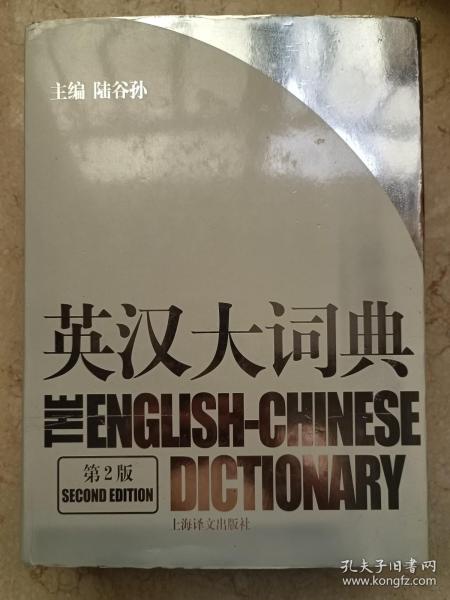 主编 陆谷孙
英汉大词典
THE ENGLISH-CHINESE
DICTIONARY
第2版
SECOND EDITION
上海译文出版社
孔夫子旧书网
www.kongfz.com